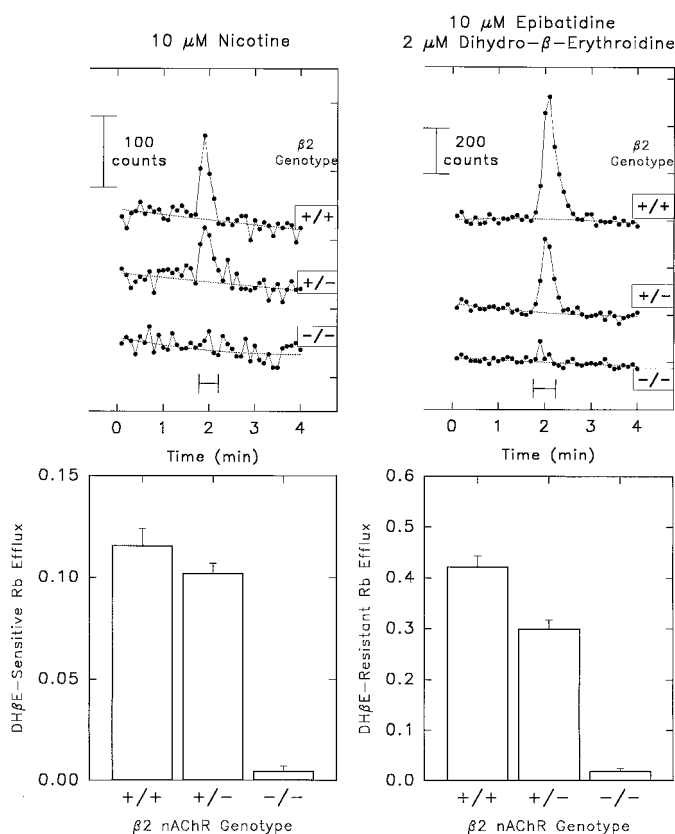 10 μM Nicotine
100
counts
β2
Genotype
+/+
+/-
-/-
0 1 2 3 4
Time (min)
10 μM Epibatidine
2 μM Dihydro-β-Erythroidine
200
counts
β2
Genotype
+/+
+/-
-/-
0 1 2 3 4
Time (min)
DHβE-Sensitive Rb Efflux
0.15
0.10
0.05
0.00
+/+ +/- -/-
β2 nAChR Genotype
DHβE-Resistant Rb Efflux
0.6
0.5
0.4
0.3
0.2
0.1
0.0
+/+ +/- -/-
β2 nAChR Genotype